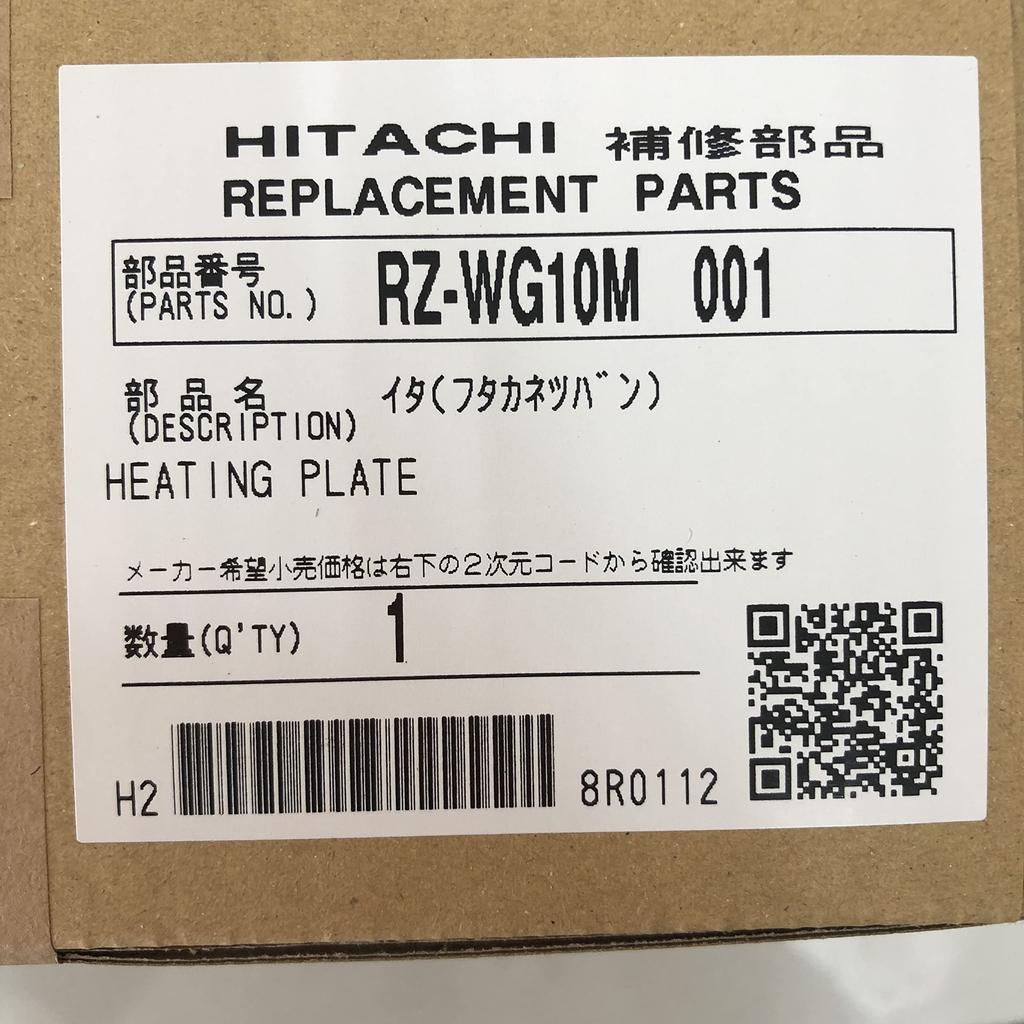 HITACHI 補修部品
REPLACEMENT PARTS
部品番号 RZ-WG10M 001
(PARTS NO.)
部品名 イタ(フタカネツバン)
(DESCRIPTION)
HEATING PLATE
メーカー希望小売価格は右下の2次元コードから確認出来ます
数量(Q'TY) 1
H2 8R0112